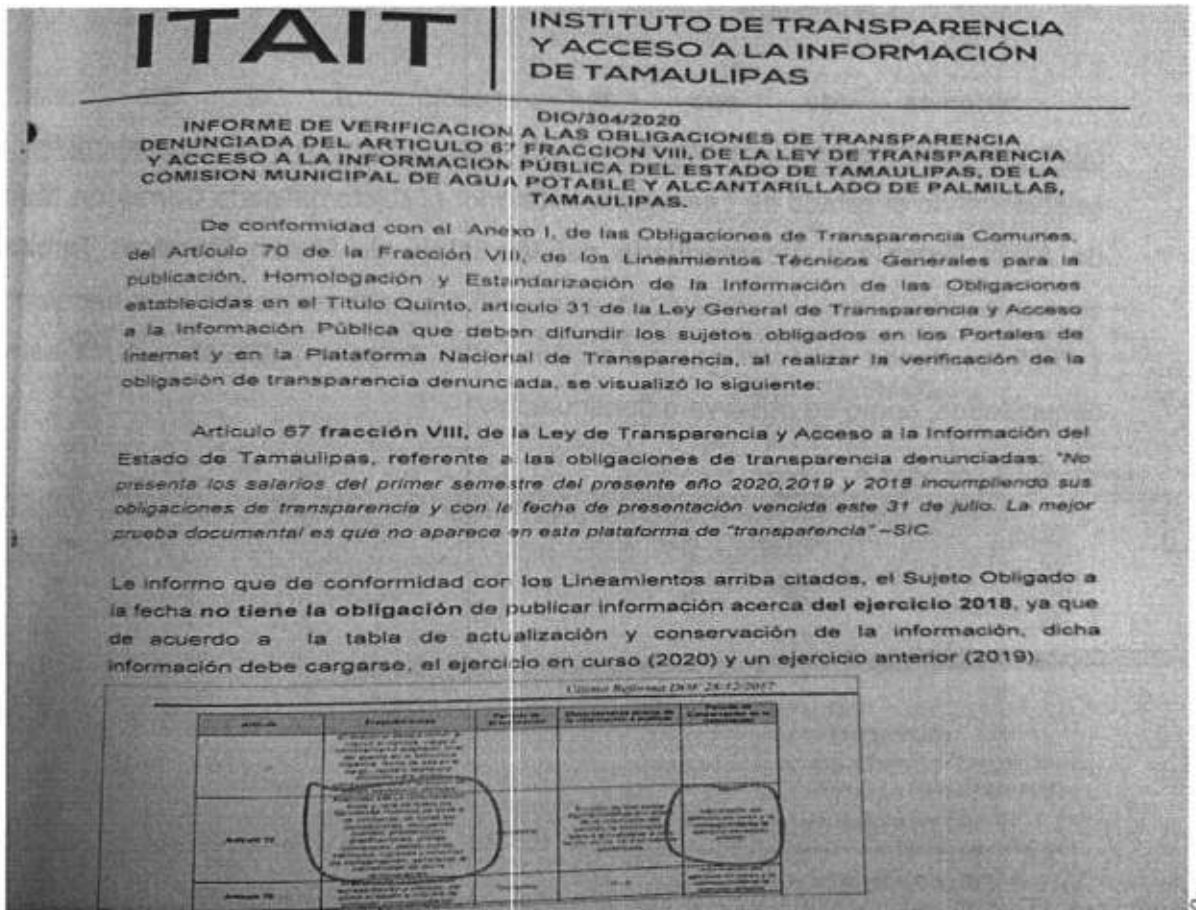 ITAIT
INSTITUTO DE TRANSPARENCIA
Y ACCESO A LA INFORMACIÓN
DE TAMAULIPAS
DIO/304/2020
INFORME DE VERIFICACION A LAS OBLIGACIONES DE TRANSPARENCIA
DENUNCIADA DEL ARTICULO 67 FRACCION VIII, DE LA LEY DE TRANSPARENCIA
Y ACCESO A LA INFORMACION PÚBLICA DEL ESTADO DE TAMAULIPAS, DE LA
COMISION MUNICIPAL DE AGUA POTABLE Y ALCANTARILLADO DE PALMILLAS,
TAMAULIPAS.
De conformidad con el Anexo I, de las Obligaciones de Transparencia Comunes,
del Artículo 70 de la Fracción VIII, de los Lineamientos Técnicos Generales para la
publicación, Homologación y Estandarización de la Información de las Obligaciones
establecidas en el Titulo Quinto, artículo 31 de la Ley General de Transparencia y Acceso
a la Información Pública que deben difundir los sujetos obligados en los Portales de
Internet y en la Plataforma Nacional de Transparencia, al realizar la verificación de la
obligación de transparencia denunciada, se visualizó lo siguiente:
Artículo 67 fracción VIII, de la Ley de Transparencia y Acceso a la Información del
Estado de Tamaulipas, referente a las obligaciones de transparencia denunciadas: "No
presenta los salarios del primer semestre del presente año 2020,2019 y 2018 incumpliendo sus
obligaciones de transparencia y con la fecha de presentación vencida este 31 de julio. La mejor
prueba documental es que no aparece en esta plataforma de "transparencia" –SIC
Le informo que de conformidad con los Lineamientos arriba citados, el Sujeto Obligado a
la fecha no tiene la obligación de publicar información acerca del ejercicio 2018, ya que
de acuerdo a la tabla de actualización y conservación de la información, dicha
información debe cargarse, el ejercicio en curso (2020) y un ejercicio anterior (2019).
Última Reforma DOF 28/12/2017